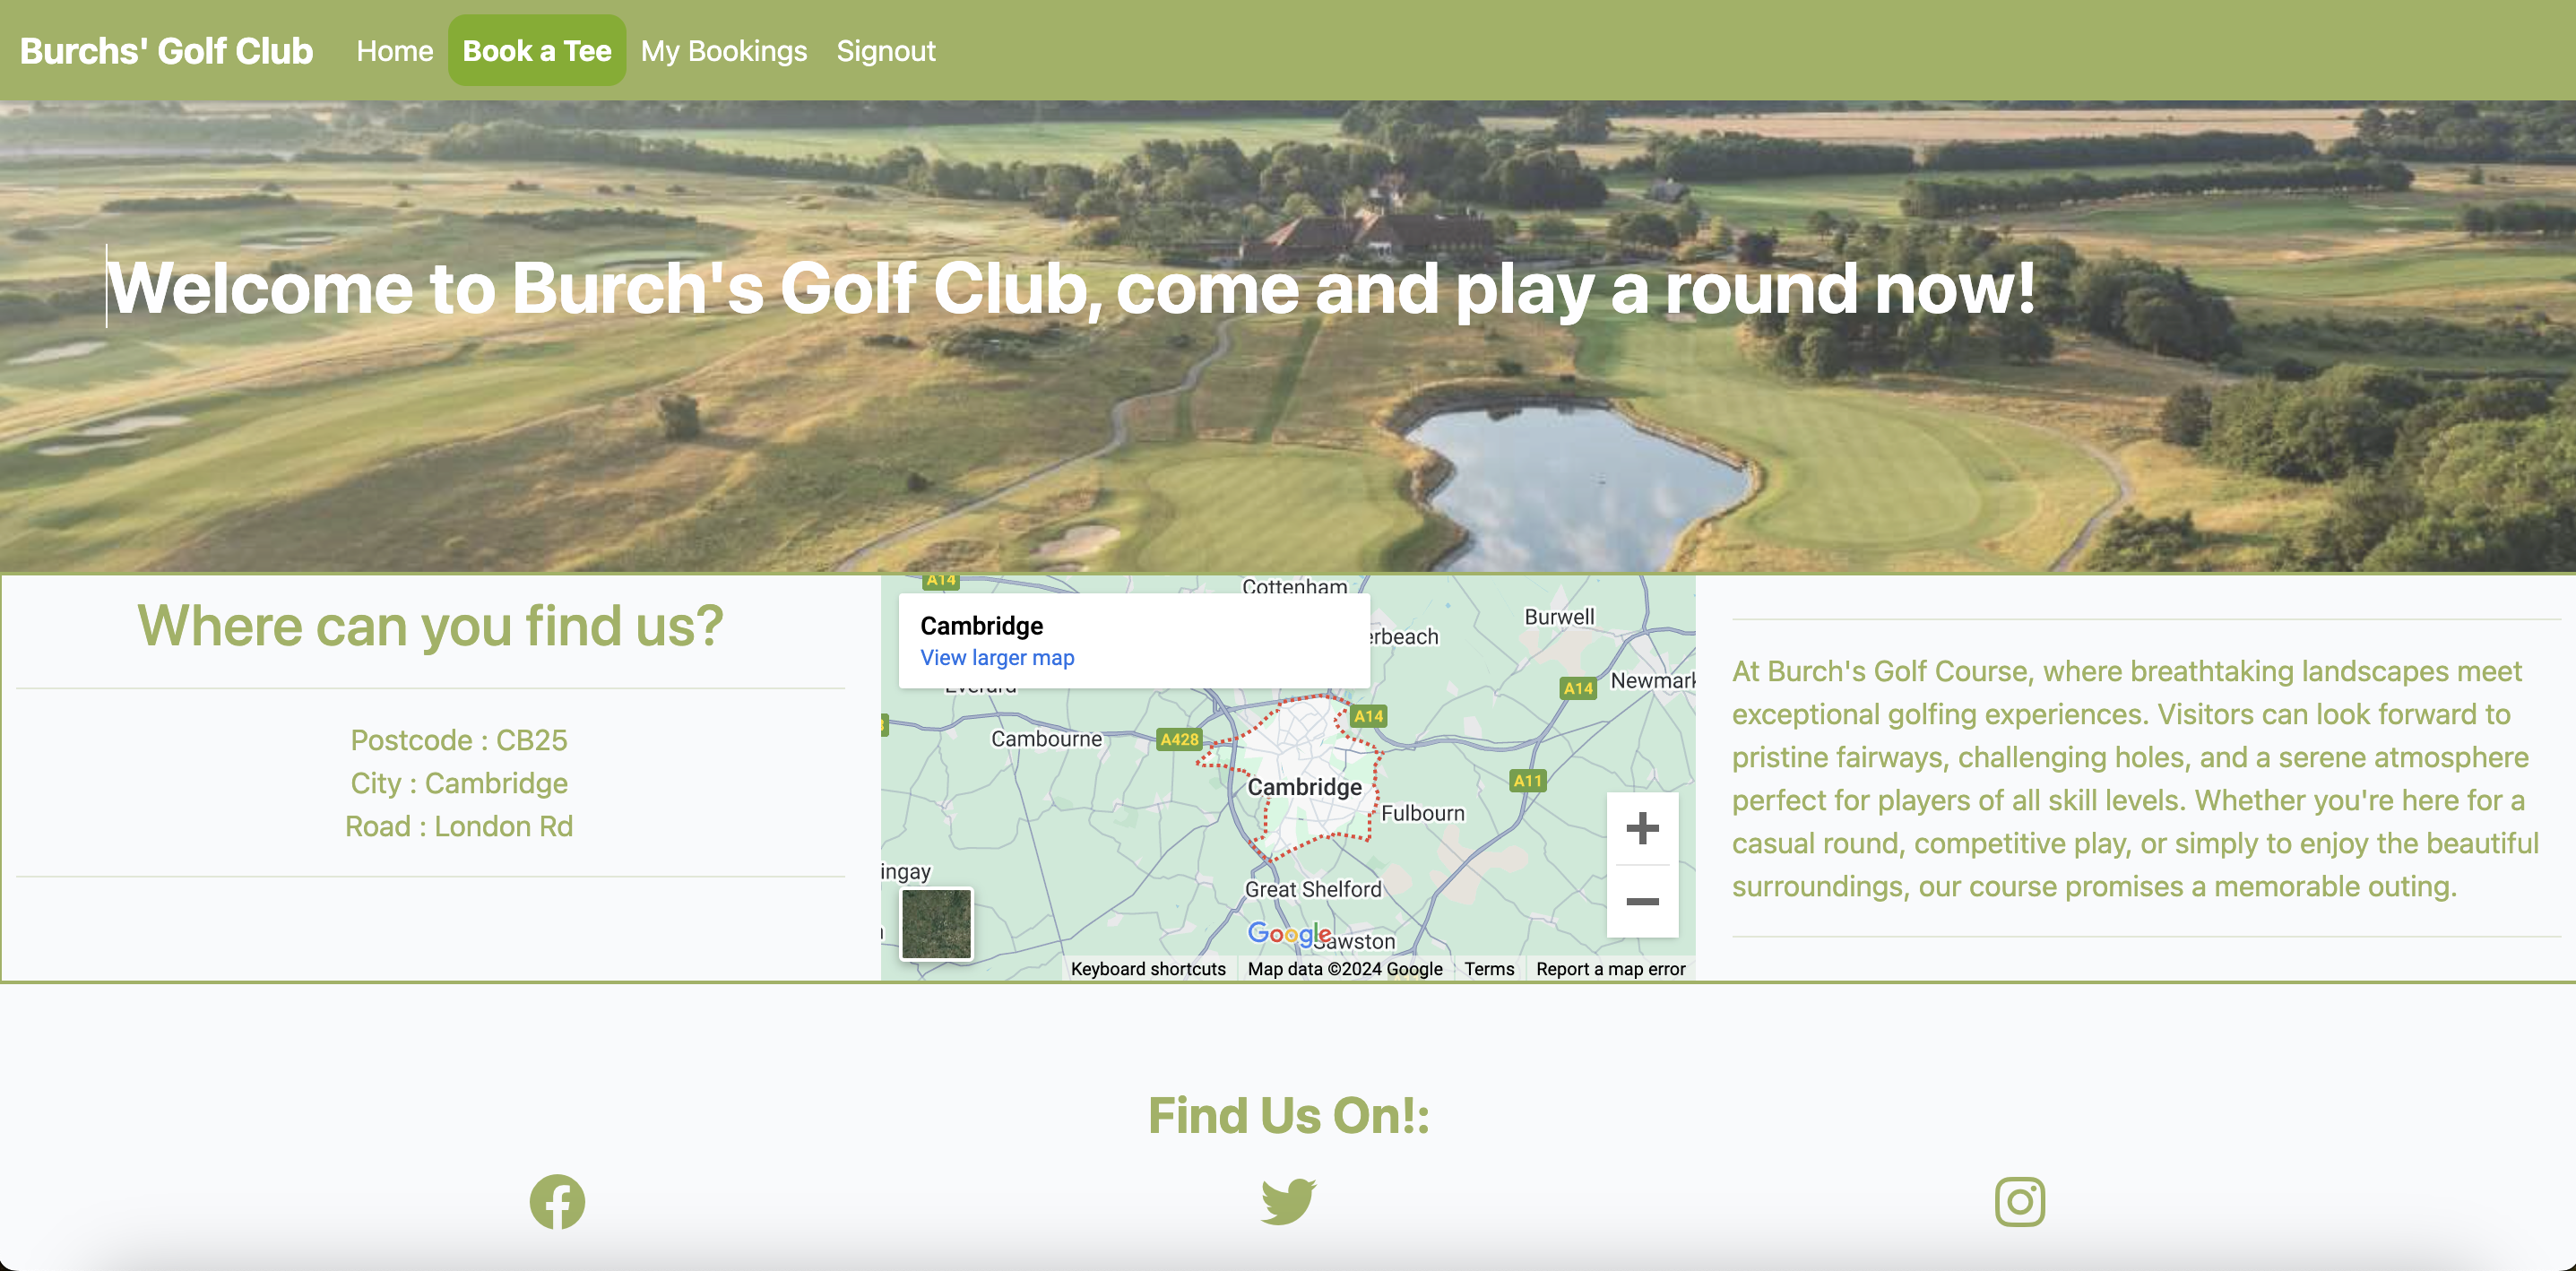 Burchs' Golf Club Home Book a Tee My Bookings Signout
Welcome to Burch's Golf Club, come and play a round now!
Where can you find us?
Postcode : CB25
City : Cambridge
Road : London Rd
A14
Cottenham
Cambridge
View larger map
erbeach
Burwell
Everard
A14
Newmark
A14
A428
Cambourne
Cambridge
A11
Fulbourn
ingay
Great Shelford
Google
Sawston
Keyboard shortcuts Map data ©2024 Google Terms Report a map error
At Burch's Golf Course, where breathtaking landscapes meet
exceptional golfing experiences. Visitors can look forward to
pristine fairways, challenging holes, and a serene atmosphere
perfect for players of all skill levels. Whether you're here for a
casual round, competitive play, or simply to enjoy the beautiful
surroundings, our course promises a memorable outing.
Find Us On!: